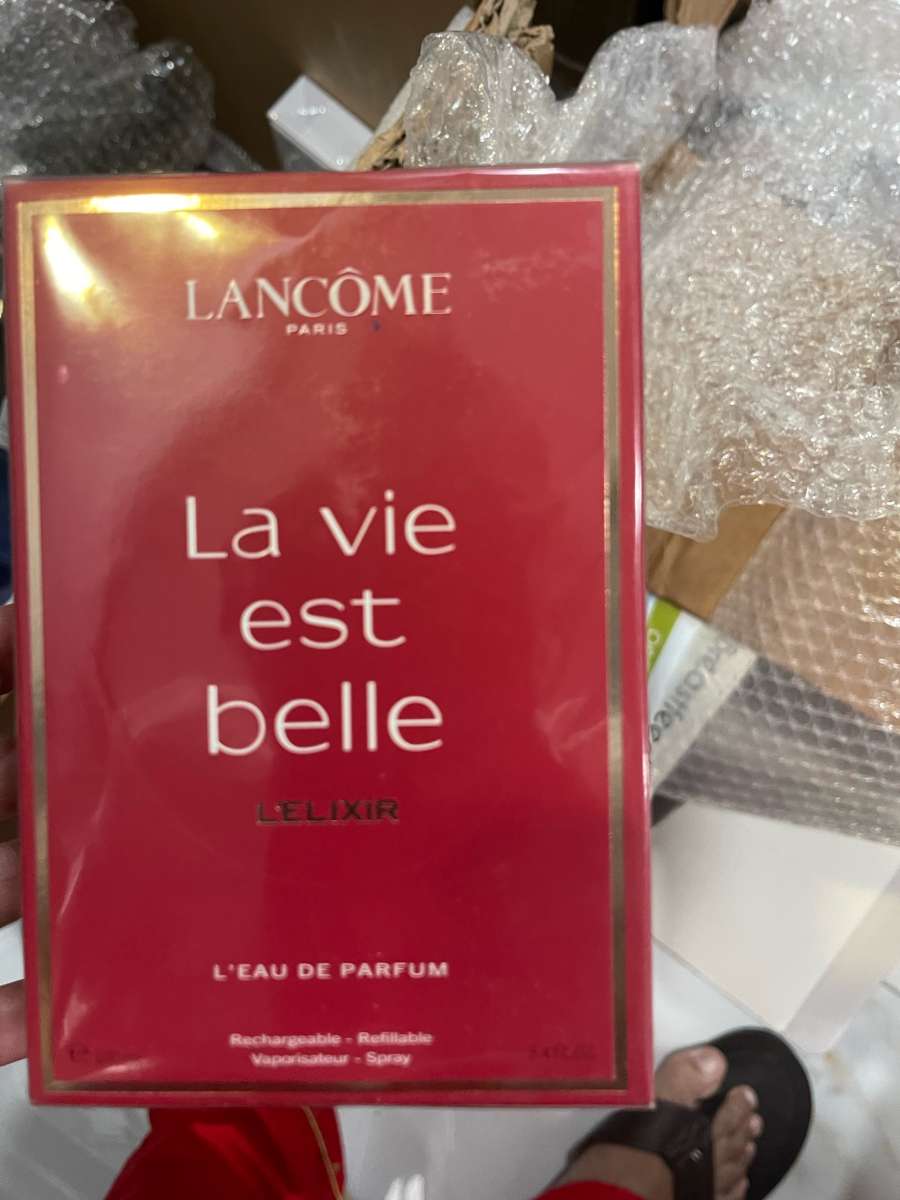 LANCÔME
PARIS
La vie
est
belle
L'ELIXIR
L'EAU DE PARFUM
Rechargeable - Refillable
Vaporisateur - Spray